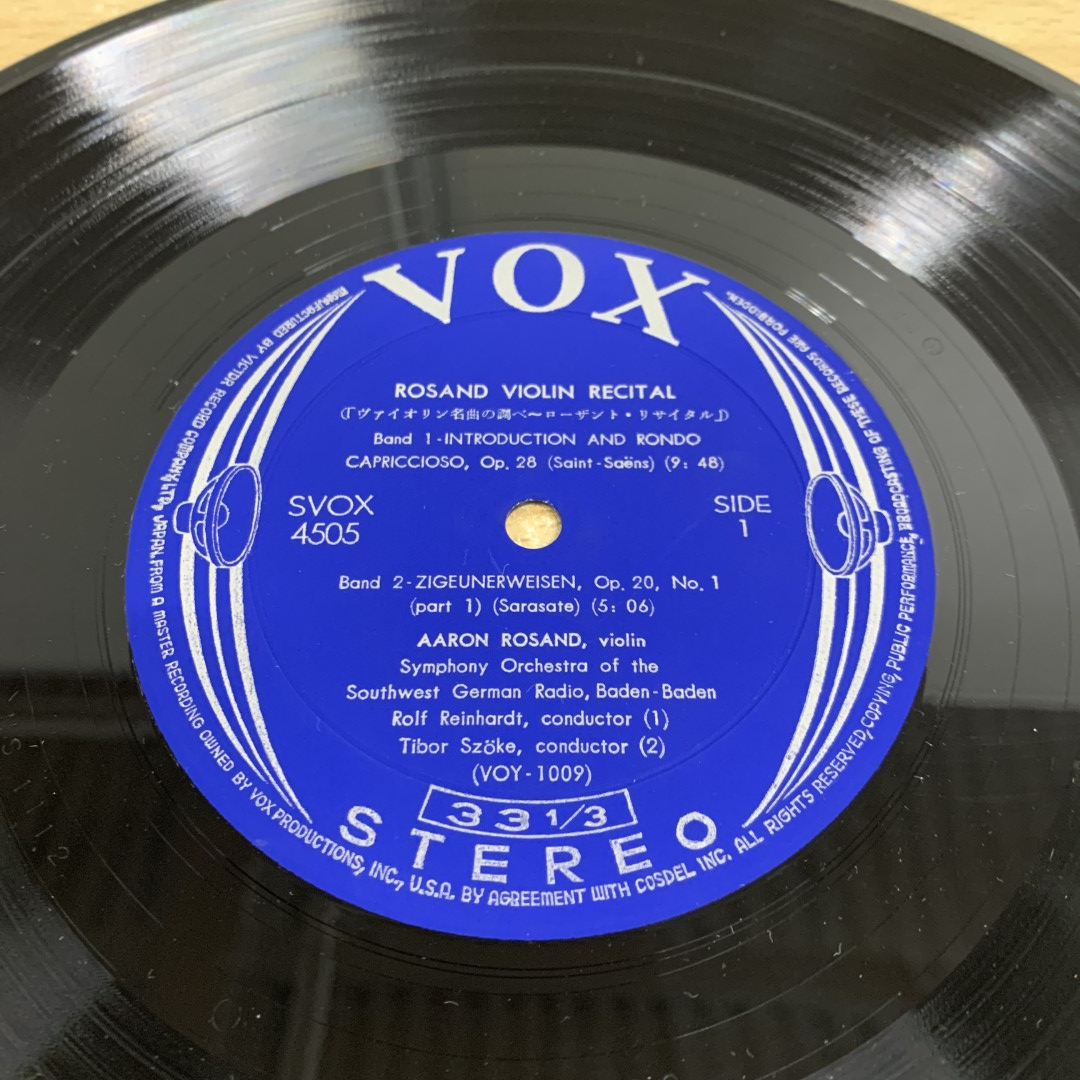 VOX
ROSAND VIOLIN RECITAL
(『ヴァイオリン名曲の調べ〜ローザント・リサイタル』)
Band 1-INTRODUCTION AND RONDO
CAPRICCIOSO, Op. 28 (Saint-Saëns) (9: 48)
SVOX
4505
SIDE
1
Band 2-ZIGEUNERWEISEN, Op. 20, No. 1
(part 1) (Sarasate) (5: 06)
AARON ROSAND, violin
Symphony Orchestra of the
Southwest German Radio, Baden-Baden
Rolf Reinhardt, conductor (1)
Tibor Szöke, conductor (2)
(VOY-1009)
33 1/3
STEREO
MANUFACTURED BY VICTOR RECORD COMPANY, LTD., JAPAN. FROM A MASTER RECORDING OWNED BY VOX PRODUCTIONS, INC., U.S.A. BY AGREEMENT WITH COSDEL INC. ALL RIGHTS RESERVED, COPYING, PUBLIC PERFORMANCE, BROADCASTING OF THESE RECORDS ARE FORBIDDEN.